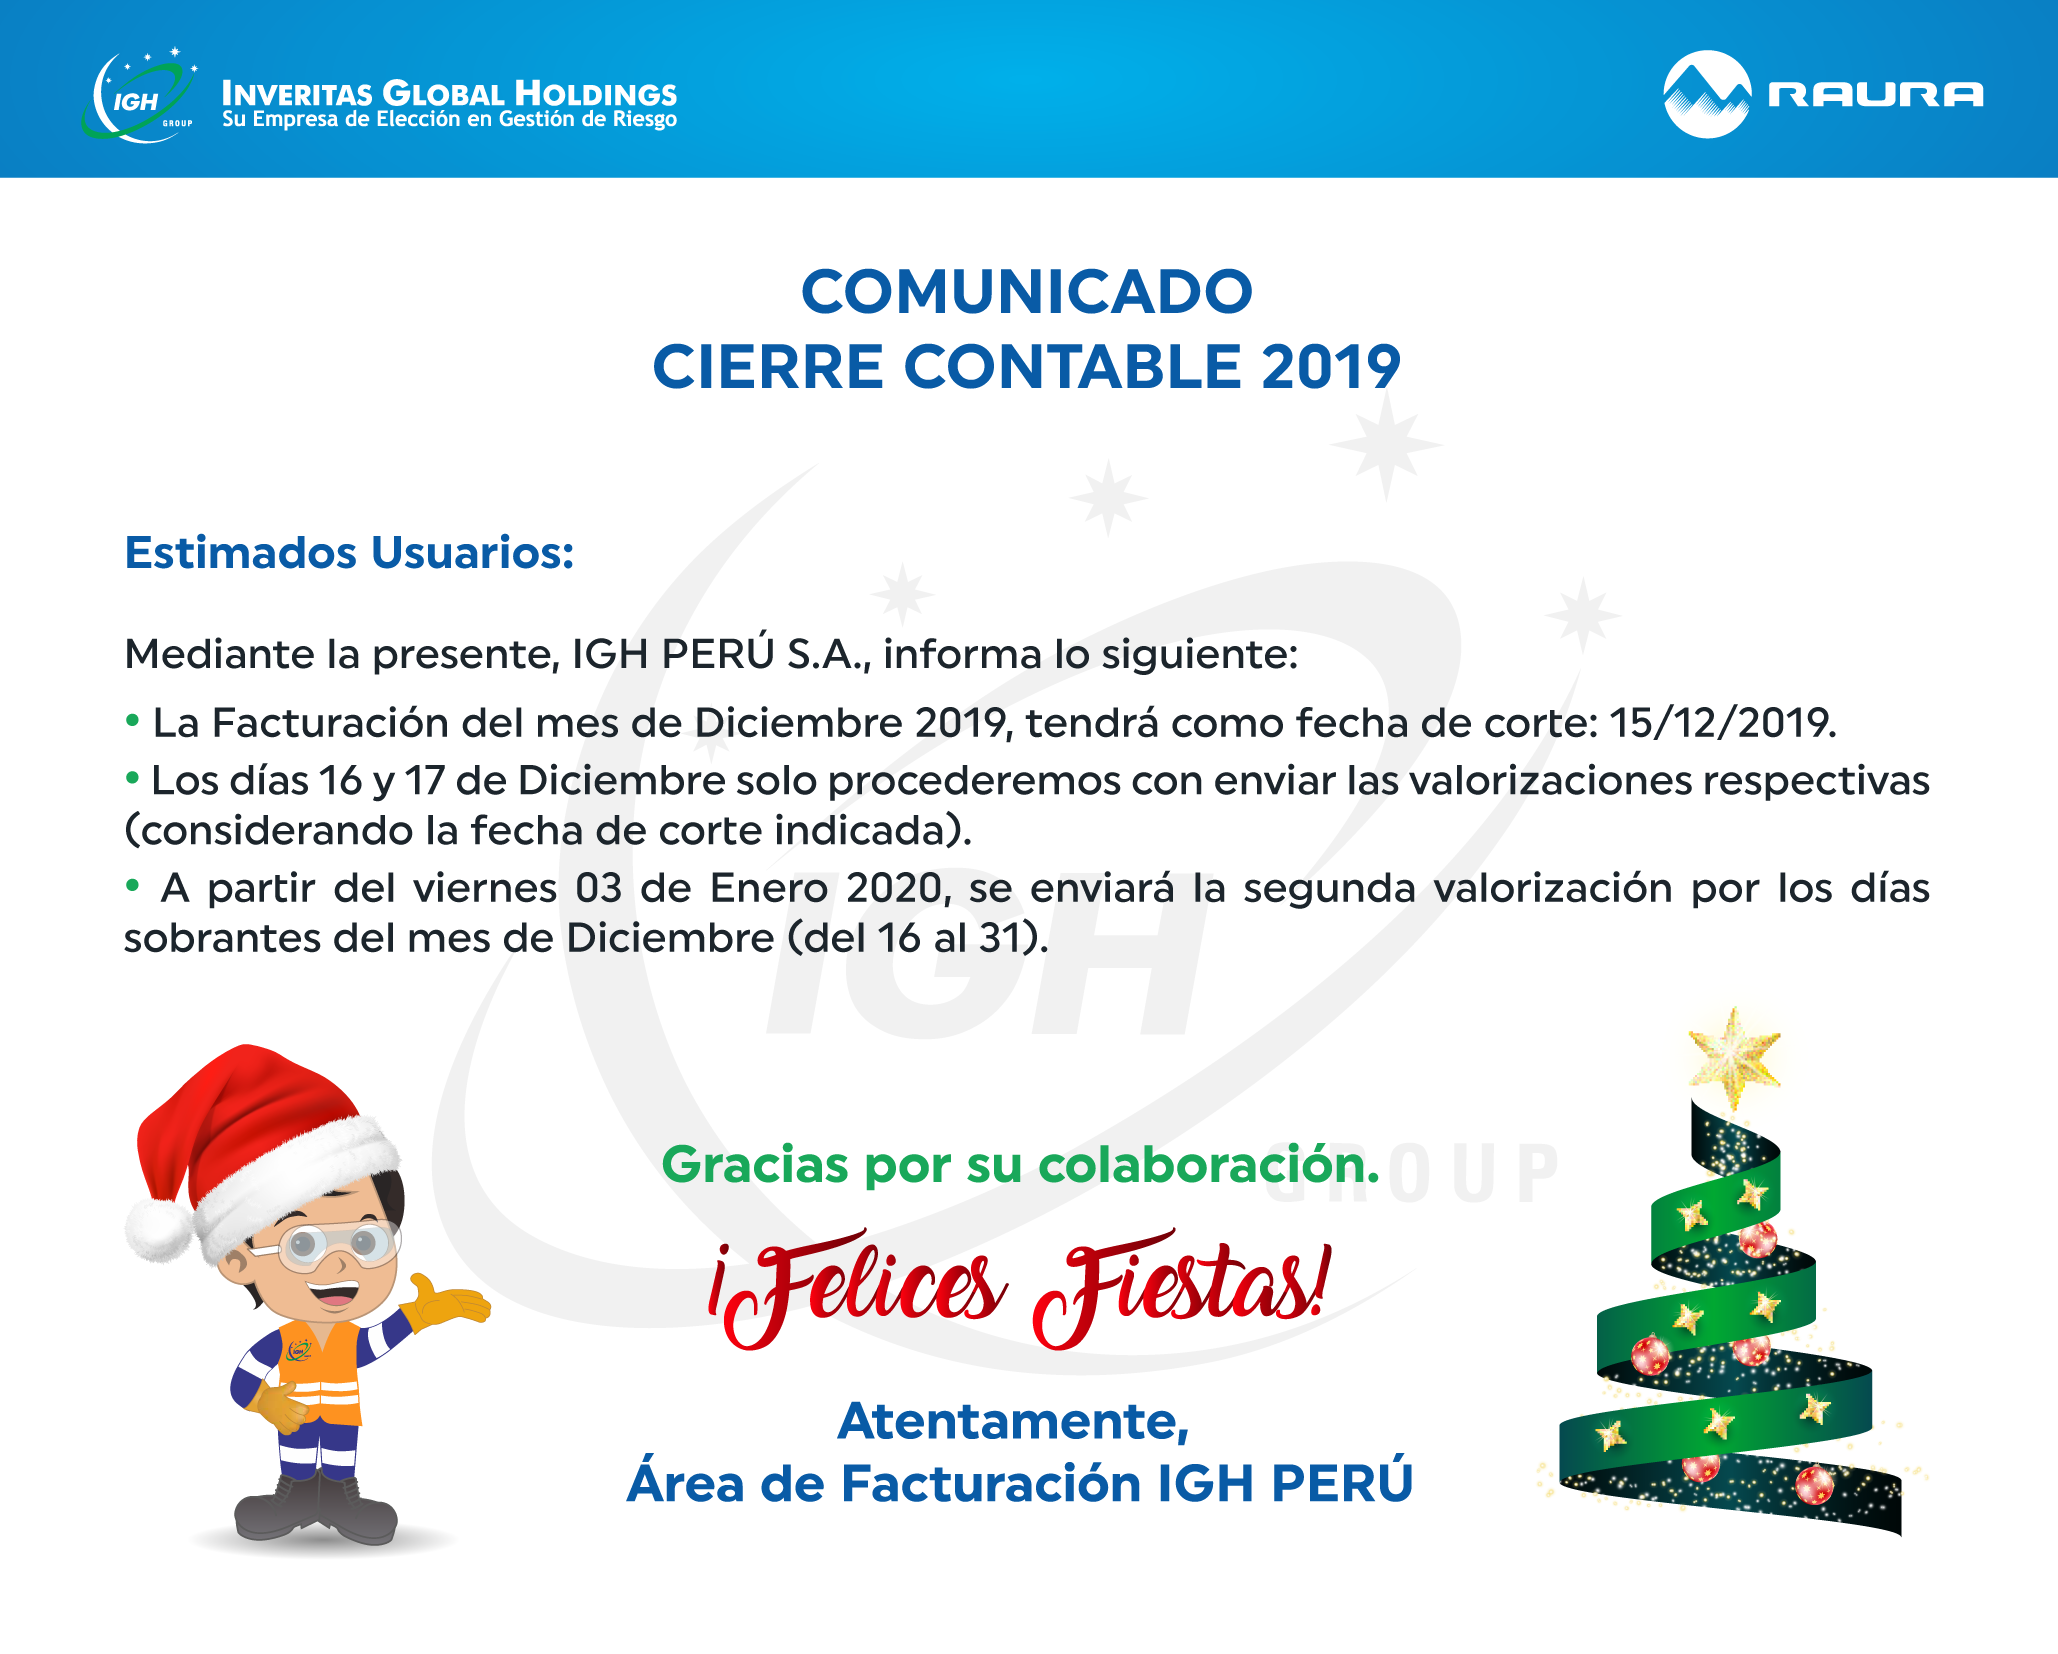 IGH
GROUP
INVERITAS GLOBAL HOLDINGS
Su Empresa de Elección en Gestión de Riesgo
RAURA
COMUNICADO
CIERRE CONTABLE 2019
Estimados Usuarios:
Mediante la presente, IGH PERÚ S.A., informa lo siguiente:
• La Facturación del mes de Diciembre 2019, tendrá como fecha de corte: 15/12/2019.
• Los días 16 y 17 de Diciembre solo procederemos con enviar las valorizaciones respectivas
(considerando la fecha de corte indicada).
• A partir del viernes 03 de Enero 2020, se enviará la segunda valorización por los días
sobrantes del mes de Diciembre (del 16 al 31).
IGH
GROUP
Gracias por su colaboración.
¡Felices Fiestas!
IGH
Atentamente,
Área de Facturación IGH PERÚ